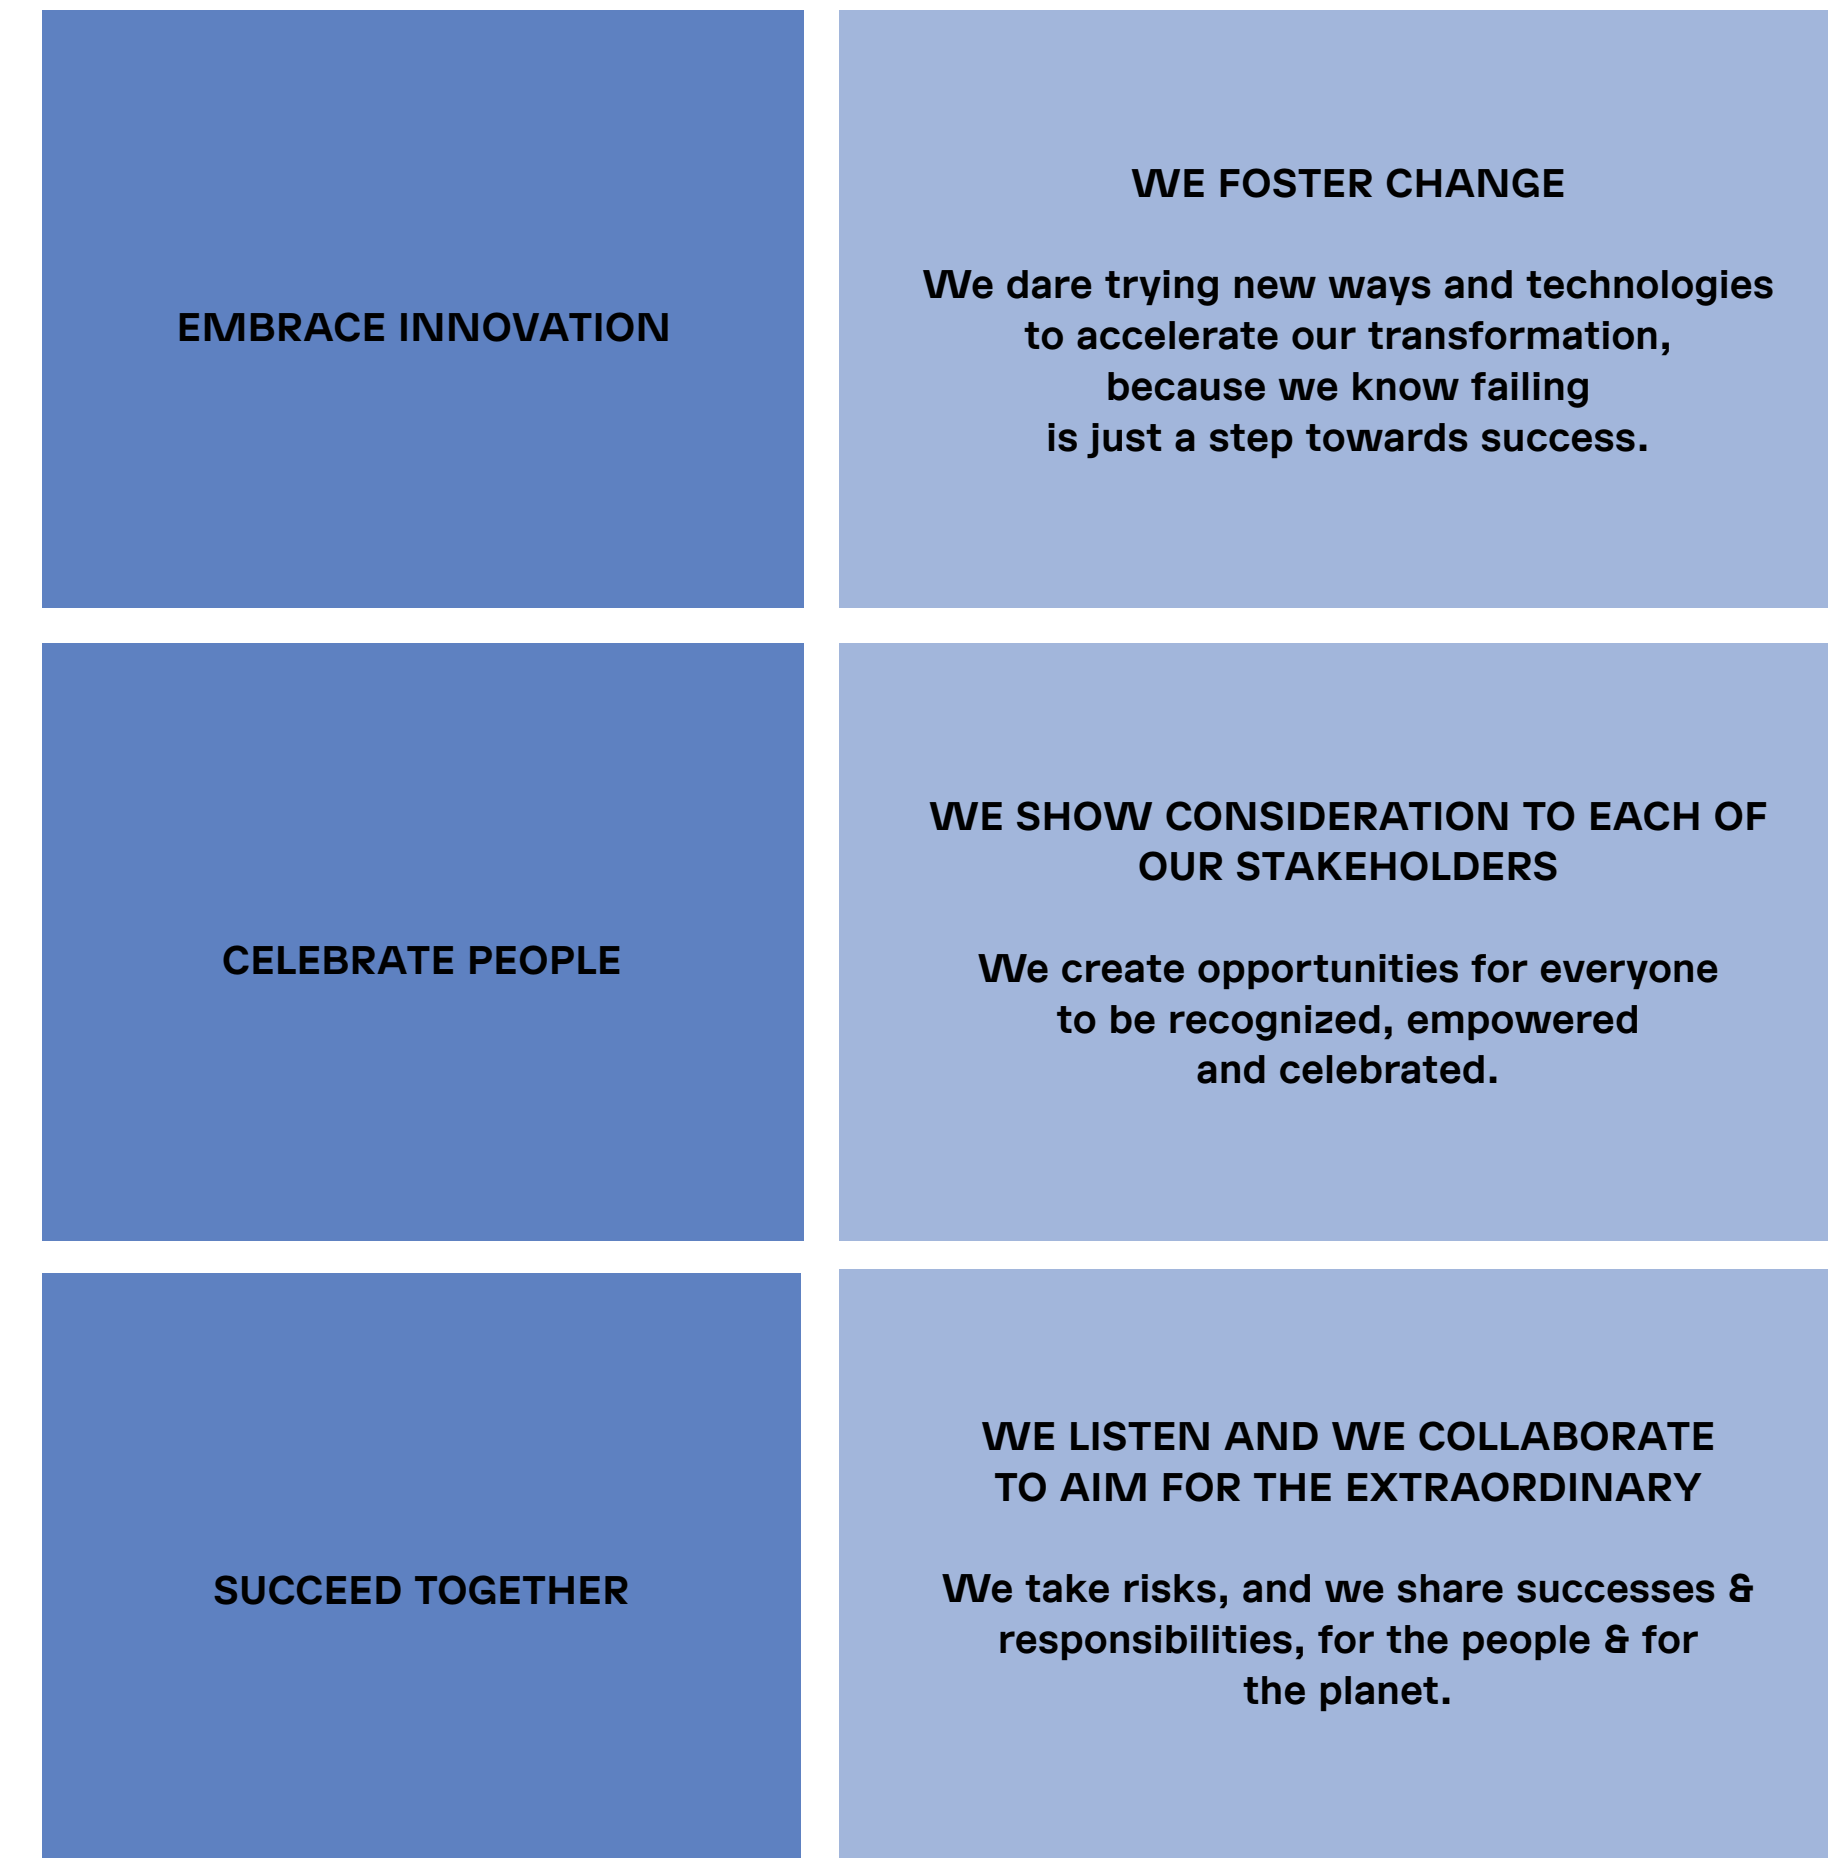 EMBRACE INNOVATION
WE FOSTER CHANGE
We dare trying new ways and technologies
to accelerate our transformation,
because we know failing
is just a step towards success.
CELEBRATE PEOPLE
WE SHOW CONSIDERATION TO EACH OF
OUR STAKEHOLDERS
We create opportunities for everyone
to be recognized, empowered
and celebrated.
SUCCEED TOGETHER
WE LISTEN AND WE COLLABORATE
TO AIM FOR THE EXTRAORDINARY
We take risks, and we share successes &
responsibilities, for the people & for
the planet.